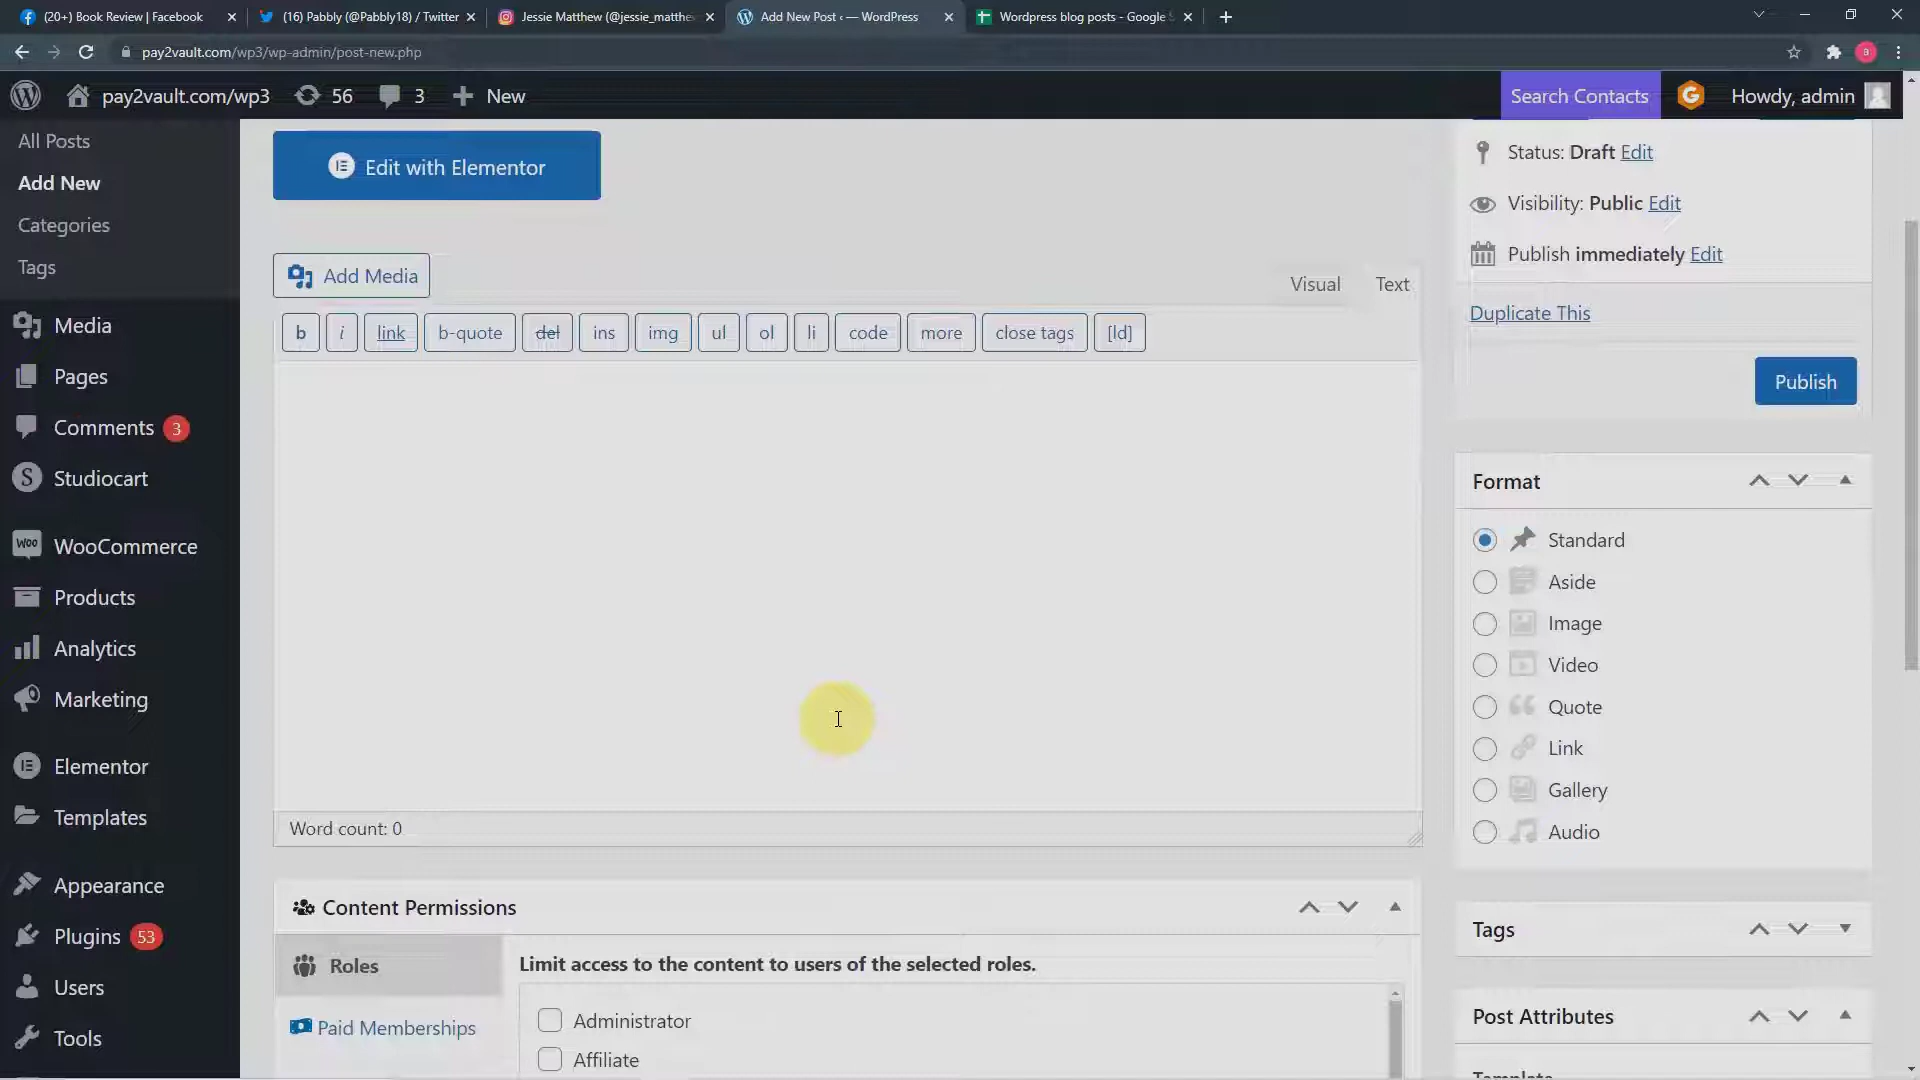 (20+) Book Review | Facebook
(16) Pabbly (@Pabbly18) / Twitter
Jessie Matthew (@jessie_matthe
Add New Post ‹ — WordPress
Wordpress blog posts - Google S
pay2vault.com/wp3/wp-admin/post-new.php
a
pay2vault.com/wp3
56
3
New
Search Contacts
Howdy, admin
All Posts
Add New
Categories
Tags
Media
Pages
Comments 3
Studiocart
WooCommerce
Products
Analytics
Marketing
Elementor
Templates
Appearance
Plugins 53
Users
Tools
Edit with Elementor
Add Media
Visual
Text
b
i
link
b-quote
del
ins
img
ul
ol
li
code
more
close tags
[ld]
Word count: 0
Content Permissions
Roles
Paid Memberships
Limit access to the content to users of the selected roles.
Administrator
Affiliate
Status: Draft Edit
Visibility: Public Edit
Publish immediately Edit
Duplicate This
Publish
Format
Standard
Aside
Image
Video
Quote
Link
Gallery
Audio
Tags
Post Attributes
Template